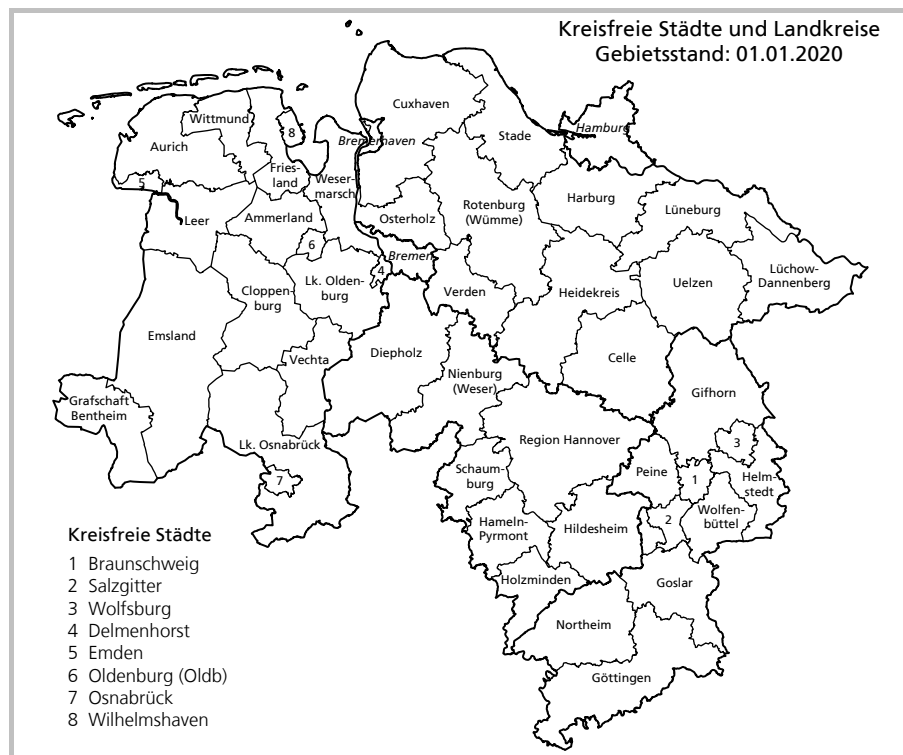 Kreisfreie Städte und Landkreise
Gebietsstand: 01.01.2020
Cuxhaven
Wittmund
8
Bremerhaven
Stade
Hamburg
Aurich
Fries-
land
Weser-
marsch
5
Leer
Ammerland
Osterholz
Rotenburg
(Wümme)
Harburg
Lüneburg
6
Bremen
4
Lk. Olden-
burg
Cloppen-
burg
Verden
Heidekreis
Uelzen
Lüchow-
Dannenberg
Emsland
Vechta
Diepholz
Nienburg
(Weser)
Celle
Gifhorn
Grafschaft
Bentheim
Lk. Osnabrück
Region Hannover
3
7
Schaum-
burg
Peine
1
Helm-
stedt
2
Wolfen-
büttel
Hameln-
Pyrmont
Hildesheim
Holzminden
Goslar
Northeim
Göttingen
Kreisfreie Städte
1 Braunschweig
2 Salzgitter
3 Wolfsburg
4 Delmenhorst
5 Emden
6 Oldenburg (Oldb)
7 Osnabrück
8 Wilhelmshaven